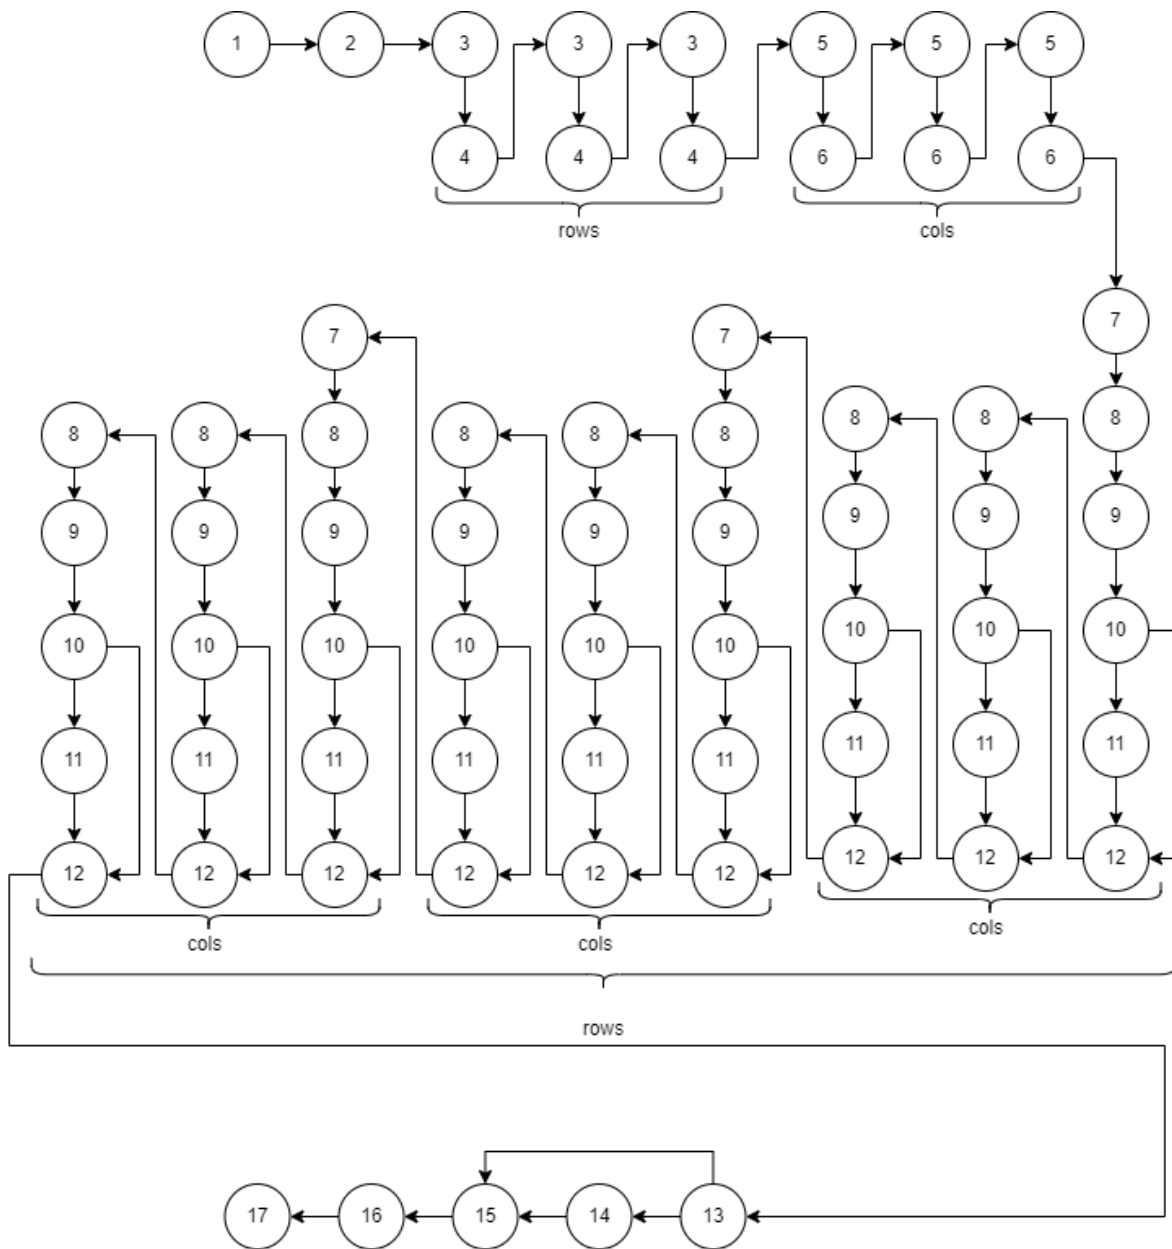 1 2 3 3 3 5 5 5
4 4 4 6 6 6
rows cols
7 7 7
8 8 8 8 8 8 8 8 8
9 9 9 9 9 9 9 9 9
10 10 10 10 10 10 10 10 10
11 11 11 11 11 11 11 11 11
12 12 12 12 12 12 12 12 12
cols cols cols
rows
17 16 15 14 13